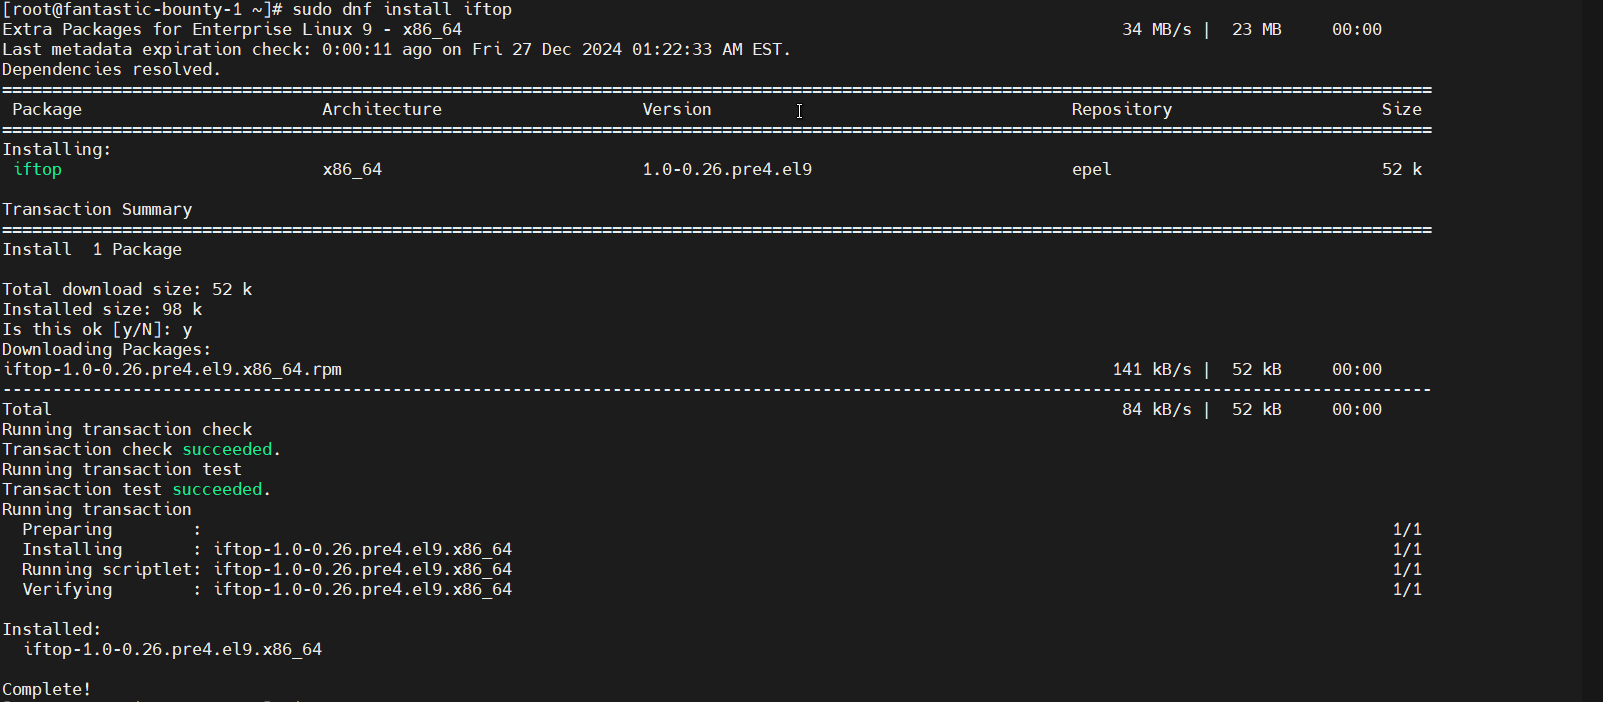 [root@fantastic-bounty-1 ~]# sudo dnf install iftop
Extra Packages for Enterprise Linux 9 - x86_64 34 MB/s | 23 MB 00:00
Last metadata expiration check: 0:00:11 ago on Fri 27 Dec 2024 01:22:33 AM EST.
Dependencies resolved.
================================================================================
Package Architecture Version Repository Size
================================================================================
Installing:
iftop x86_64 1.0-0.26.pre4.el9 epel 52 k
Transaction Summary
================================================================================
Install 1 Package
Total download size: 52 k
Installed size: 98 k
Is this ok [y/N]: y
Downloading Packages:
iftop-1.0-0.26.pre4.el9.x86_64.rpm 141 kB/s | 52 kB 00:00
--------------------------------------------------------------------------------
Total 84 kB/s | 52 kB 00:00
Running transaction check
Transaction check succeeded.
Running transaction test
Transaction test succeeded.
Running transaction
Preparing : 1/1
Installing : iftop-1.0-0.26.pre4.el9.x86_64 1/1
Running scriptlet: iftop-1.0-0.26.pre4.el9.x86_64 1/1
Verifying : iftop-1.0-0.26.pre4.el9.x86_64 1/1
Installed:
iftop-1.0-0.26.pre4.el9.x86_64
Complete!